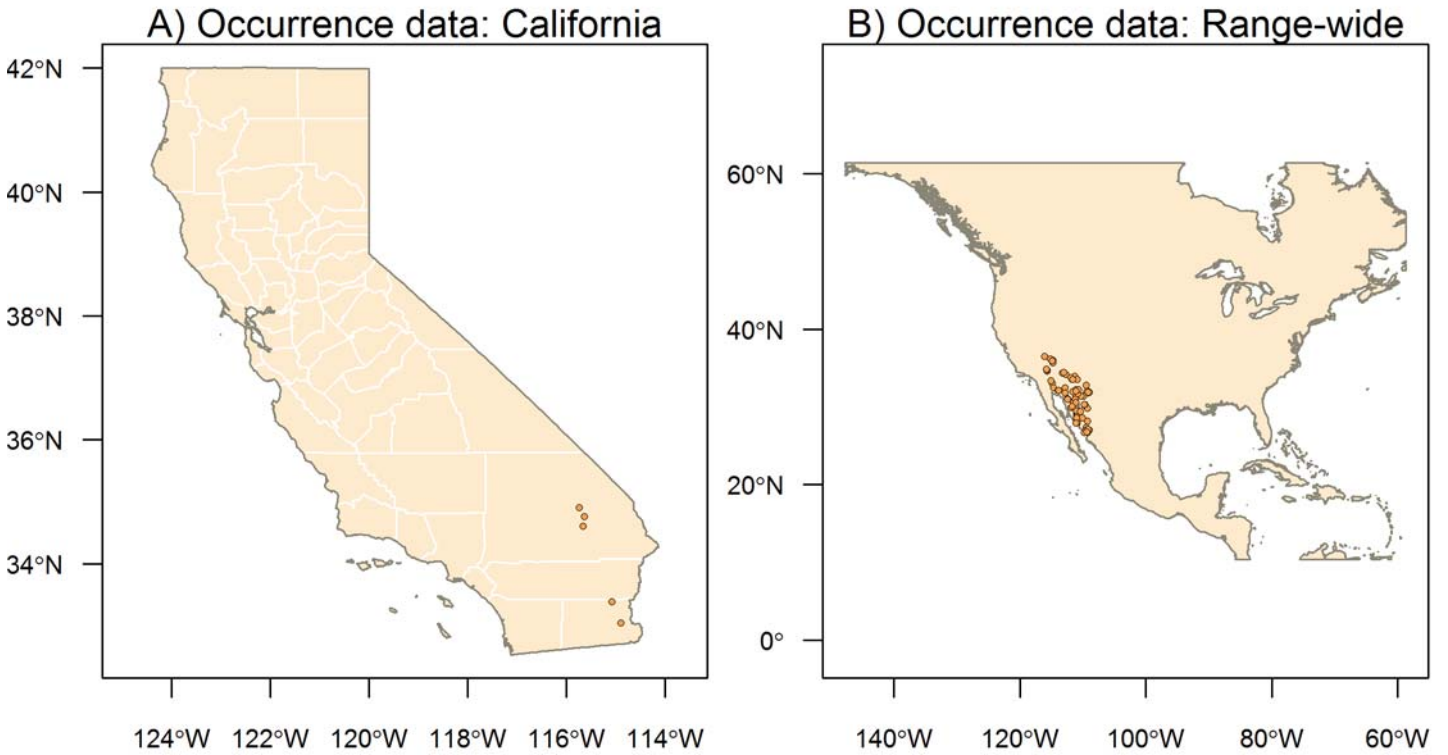 A) Occurrence data: California
42°N
40°N
38°N
36°N
34°N
124°W 122°W 120°W 118°W 116°W 114°W
B) Occurrence data: Range-wide
60°N
40°N
20°N
0°
140°W 120°W 100°W 80°W 60°W